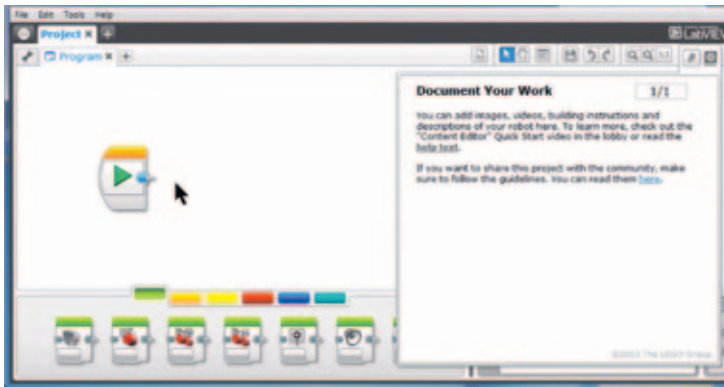 File Edit Tools Help
Project
LabVIEW
Program
1:1
Document Your Work
1/1
You can add images, videos, building instructions and
descriptions of your robot here. To learn more, check out the
"Content Editor" Quick Start video in the lobby or read the
help text.
If you want to share this project with the community, make
sure to follow the guidelines. You can read them here.
©2013 The LEGO Group.